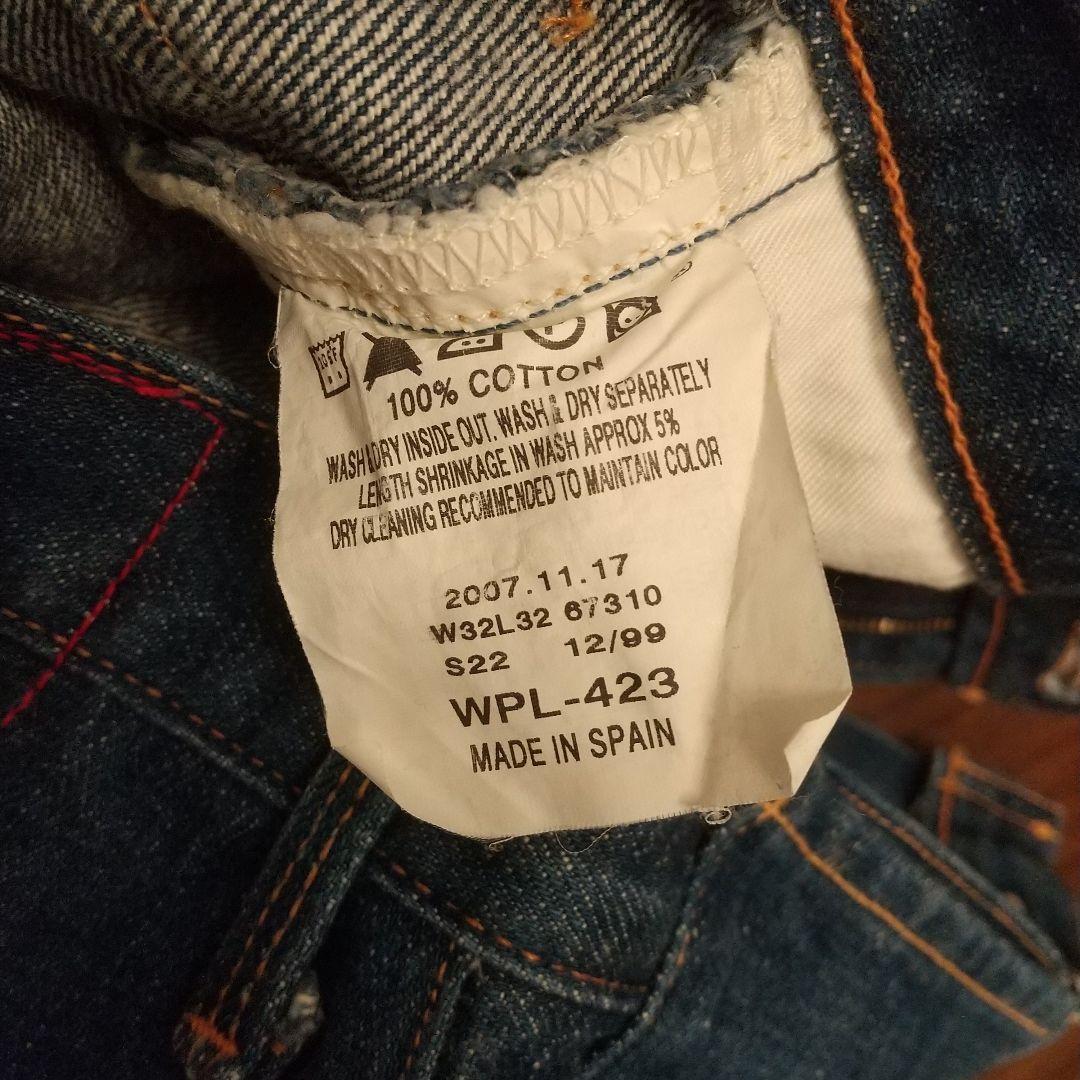 100% COTTON
WASH & DRY INSIDE OUT. WASH & DRY SEPARATELY
LENGTH SHRINKAGE IN WASH APPROX 5%
DRY CLEANING RECOMMENDED TO MAINTAIN COLOR
2007.11.17
W32L32 67310
S22 12/99
WPL-423
MADE IN SPAIN